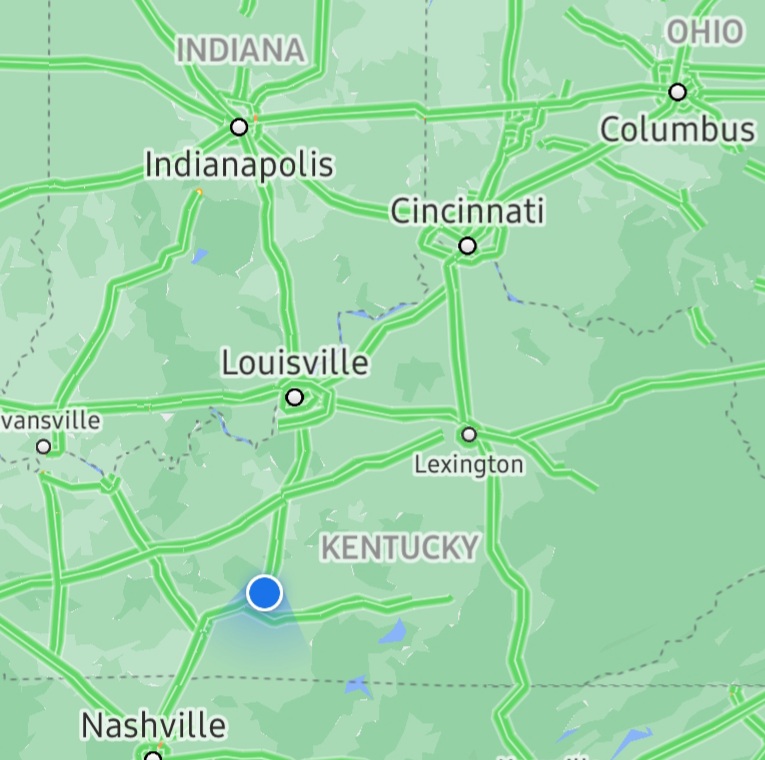 OHIO
INDIANA
Columbus
Indianapolis
Cincinnati
Louisville
vansville
Lexington
KENTUCKY
Nashville